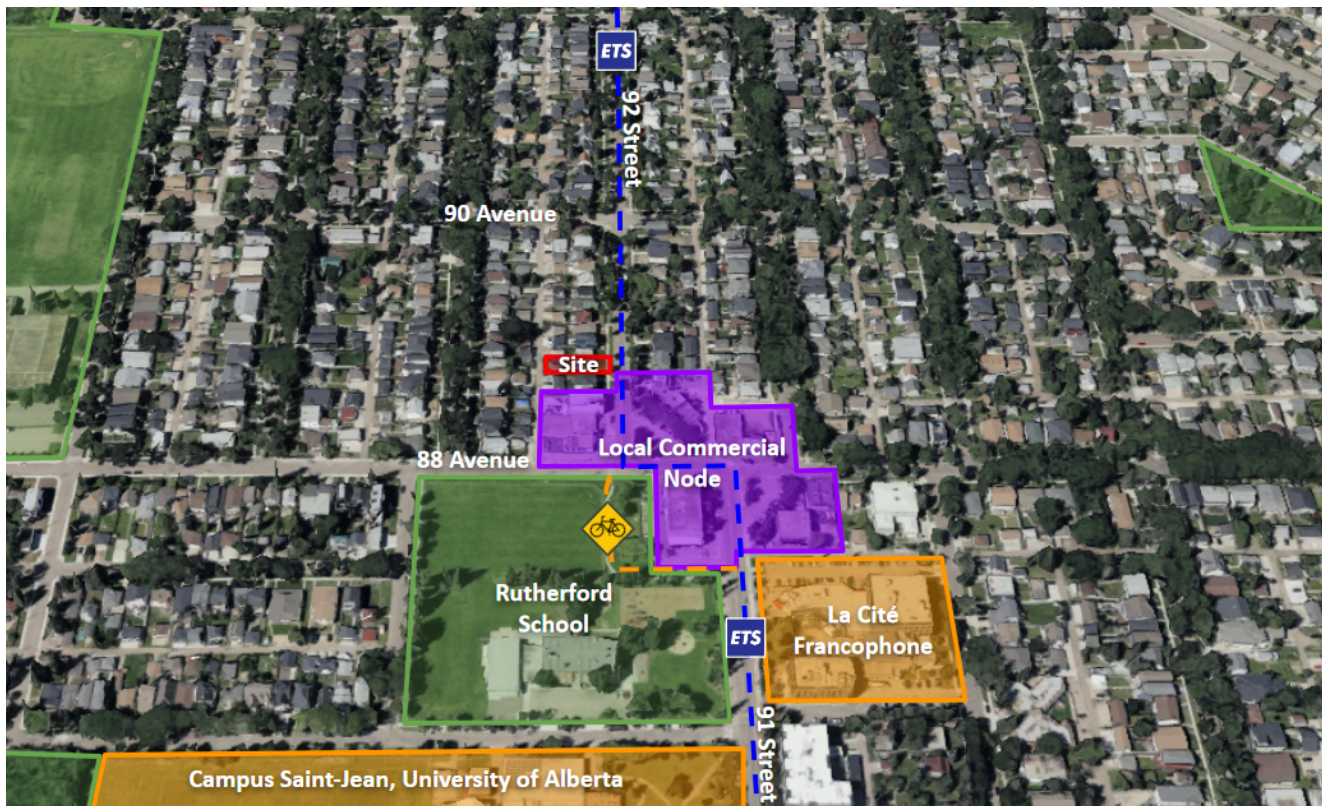 ETS
92 Street
90 Avenue
Site
Local Commercial
Node
88 Avenue
Rutherford
School
La Cité
Francophone
ETS
91 Street
Campus Saint-Jean, University of Alberta